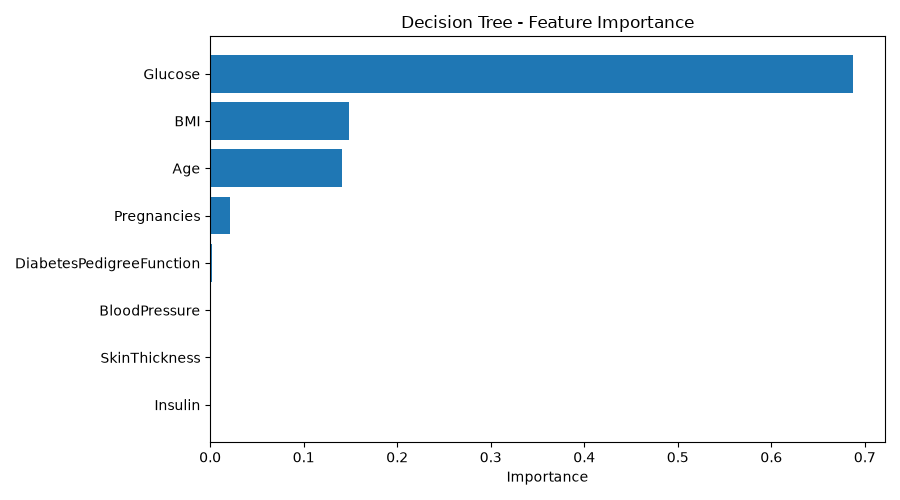 Decision Tree - Feature Importance
Glucose
BMI
Age
Pregnancies
DiabetesPedigreeFunction
BloodPressure
SkinThickness
Insulin
0.0 0.1 0.2 0.3 0.4 0.5 0.6 0.7
Importance